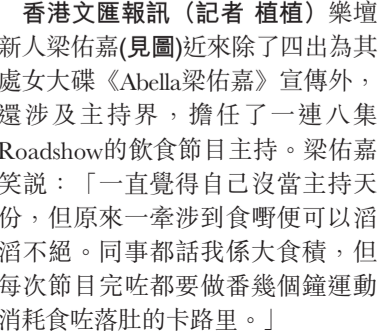 香港文匯報訊（記者 植植）樂壇
新人梁佑嘉(見圖)近來除了四出為其
處女大碟《Abella梁佑嘉》宣傳外，
還涉及主持界，擔任了一連八集
Roadshow的飲食節目主持。梁佑嘉
笑說：「一直覺得自己沒當主持天
份，但原來一牽涉到食嘢便可以滔
滔不絕。同事都話我係大食積，但
每次節目完咗都要做番幾個鐘運動
消耗食咗落肚的卡路里。」